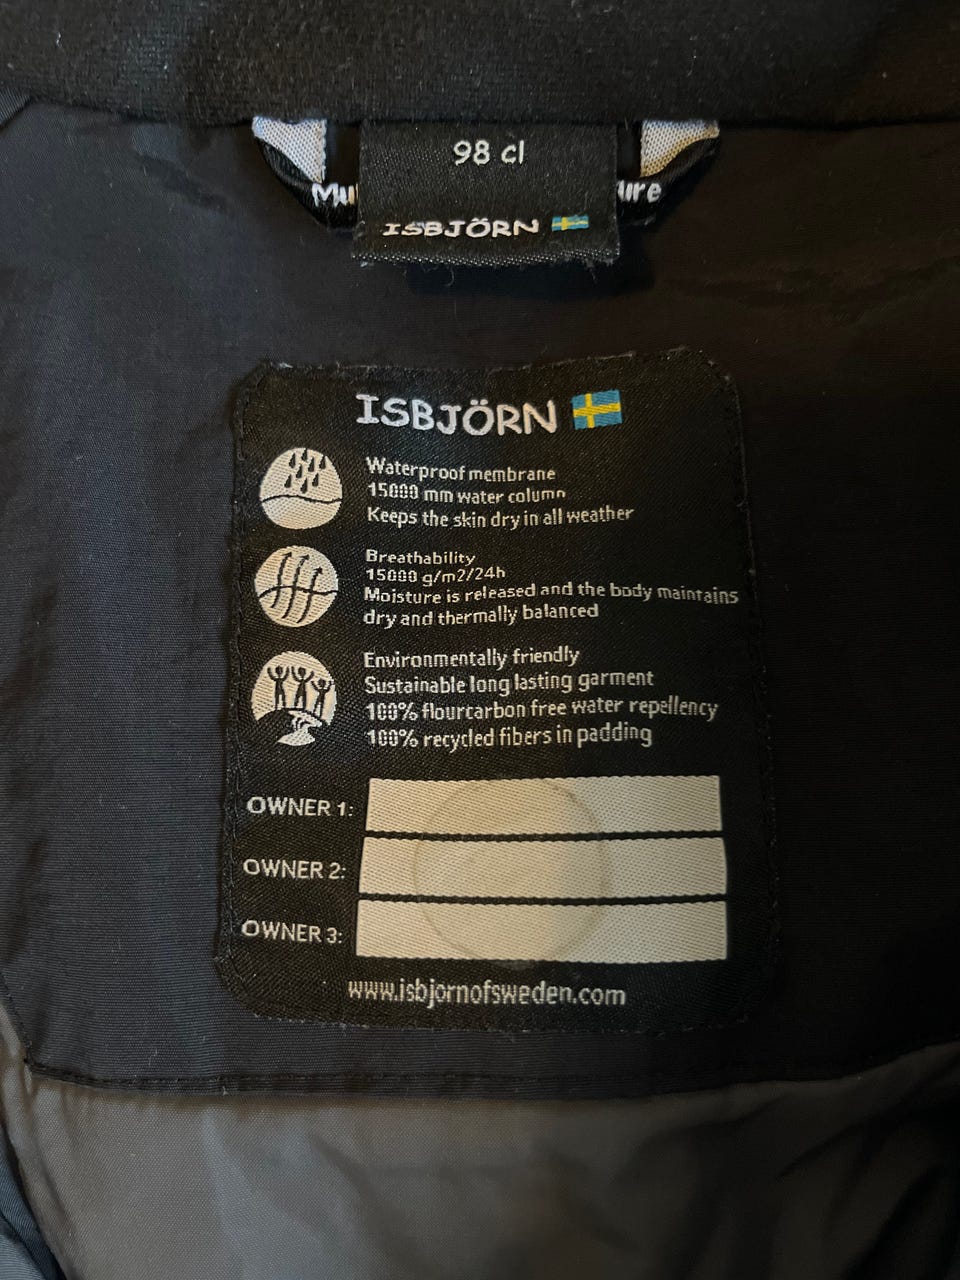 98 cl
Mu
ure
ISBJÖRN
ISBJÖRN
Waterproof membrane
15000 mm water column
Keeps the skin dry in all weather
Breathability
15000 g/m2/24h
Moisture is released and the body maintains
dry and thermally balanced
Environmentally friendly
Sustainable long lasting garment
100% flourcarbon free water repellency
100% recycled fibers in padding
OWNER 1:
OWNER 2:
OWNER 3:
www.isbjornofsweden.com